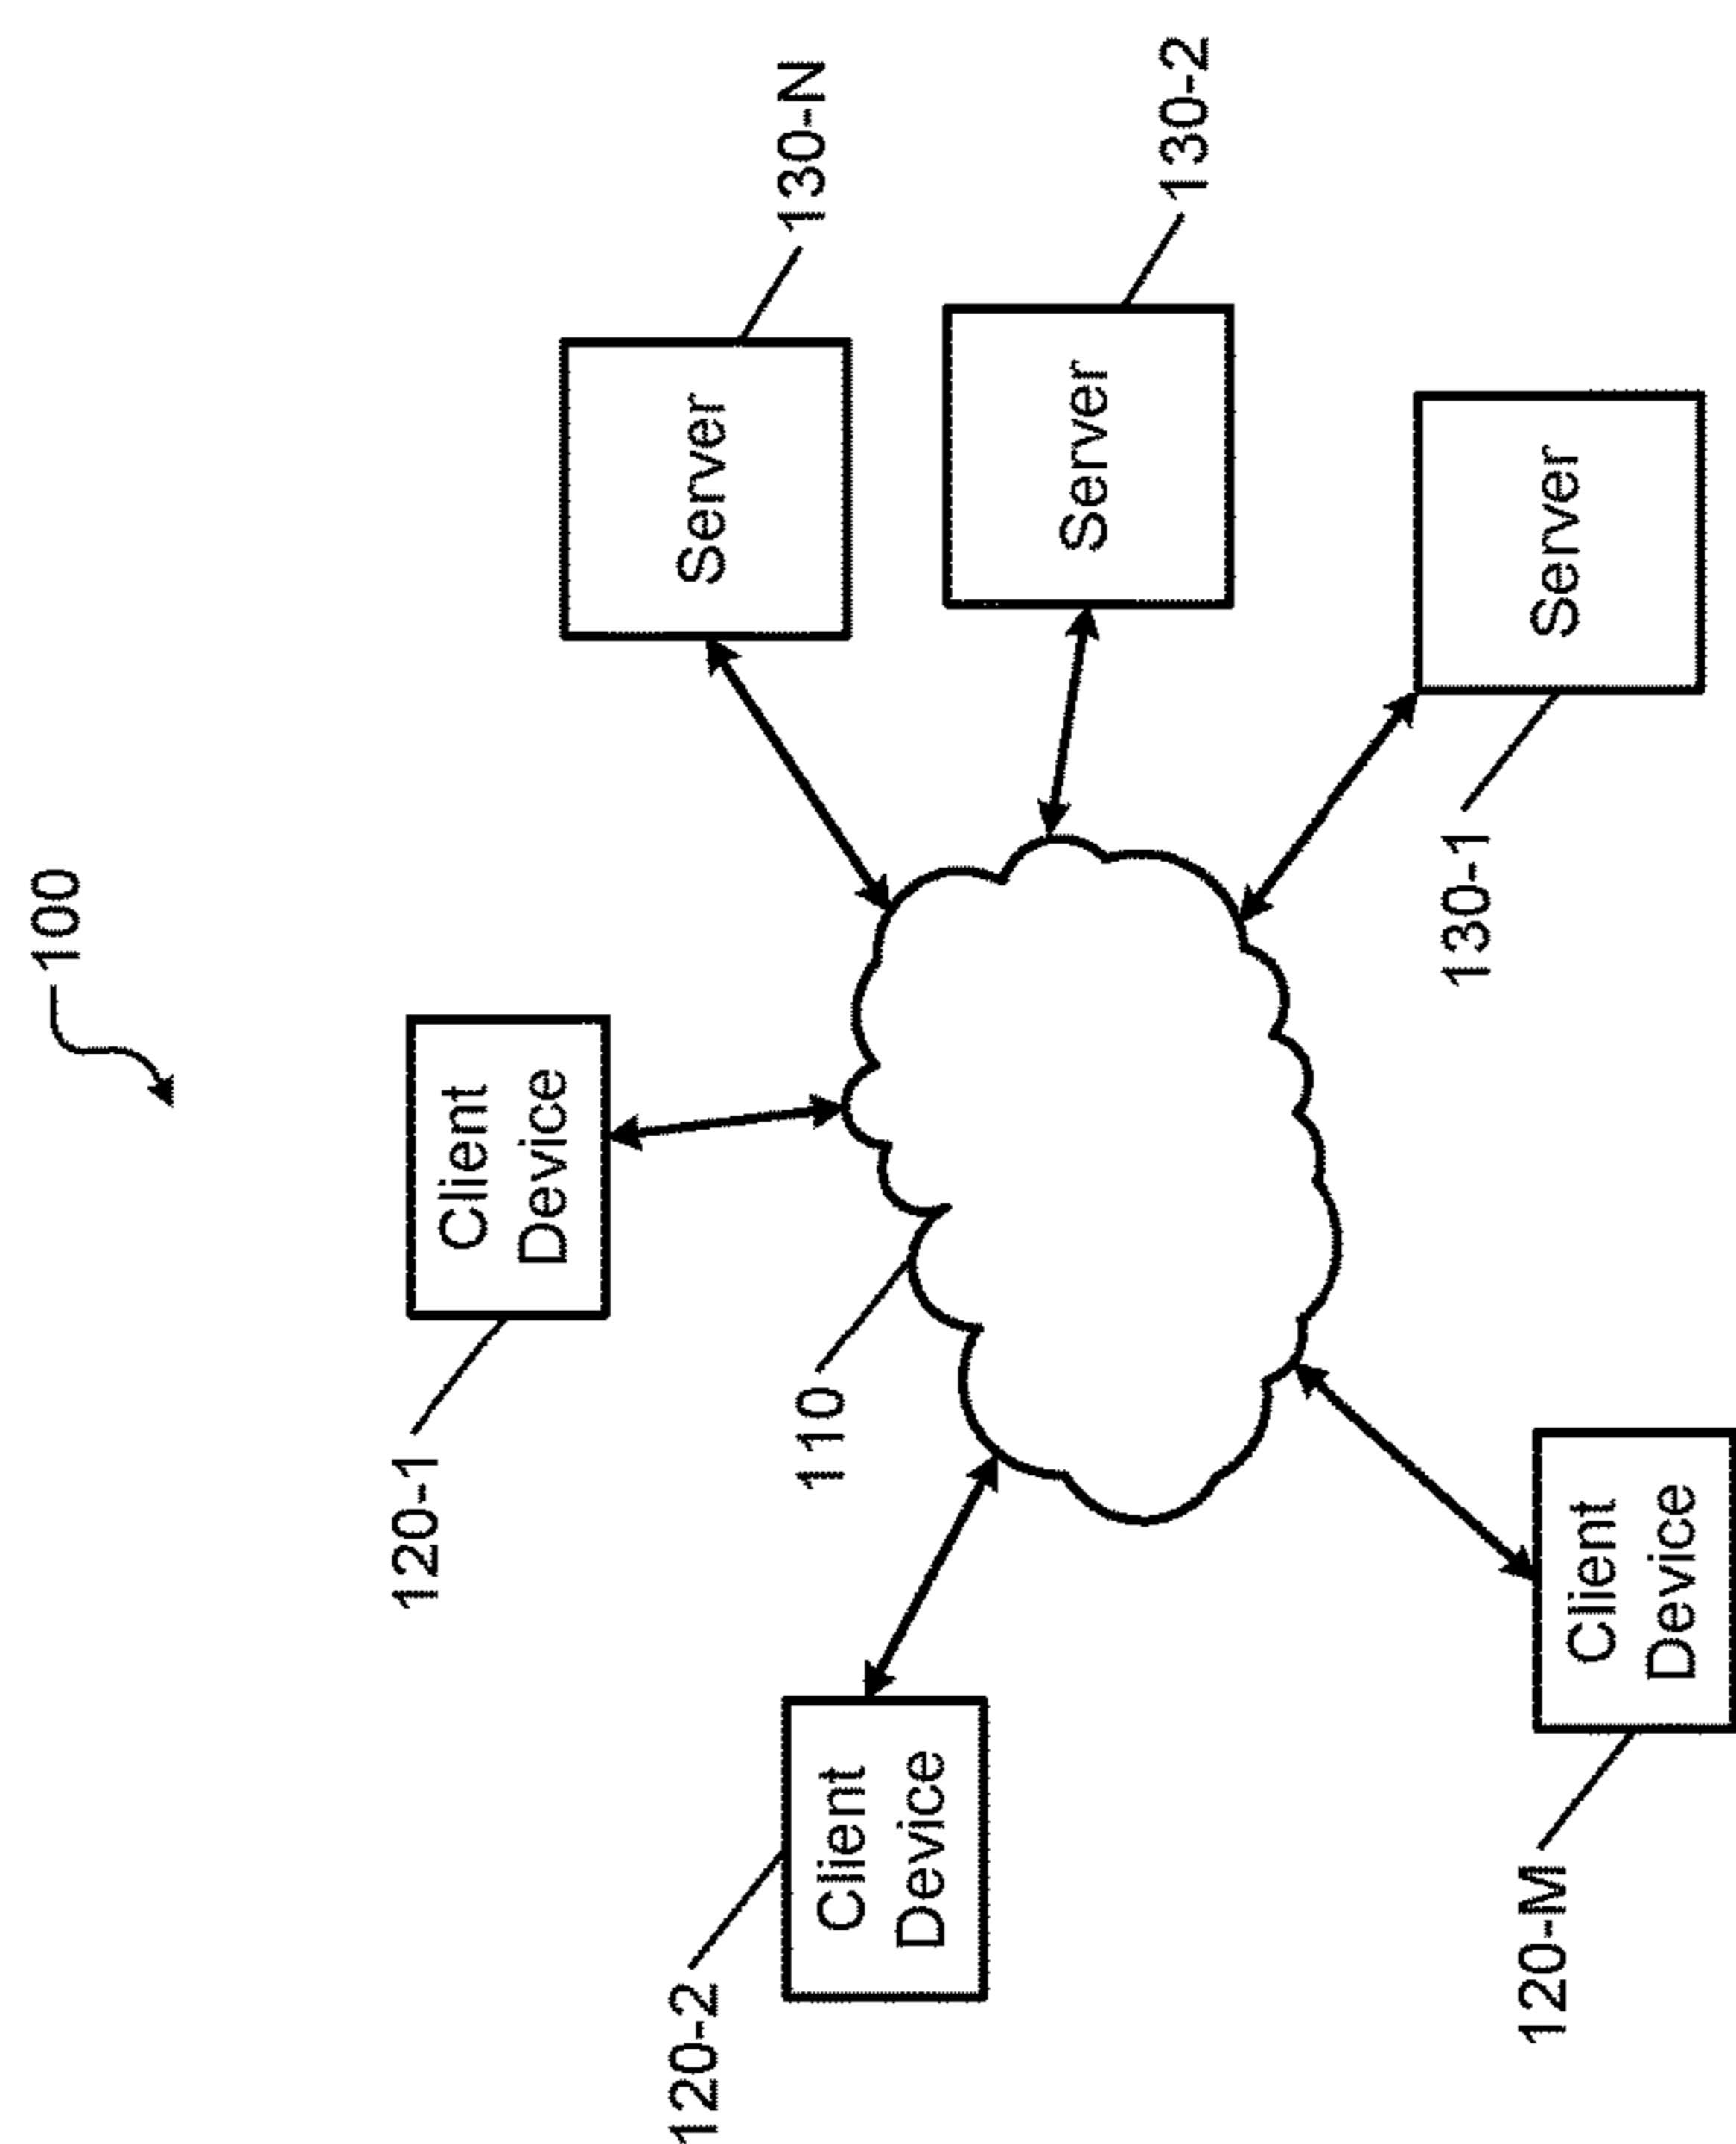 100
120-1
Client
Device
130-N
Server
120-2
Client
Device
110
130-2
Server
130-1
Server
120-M
Client
Device